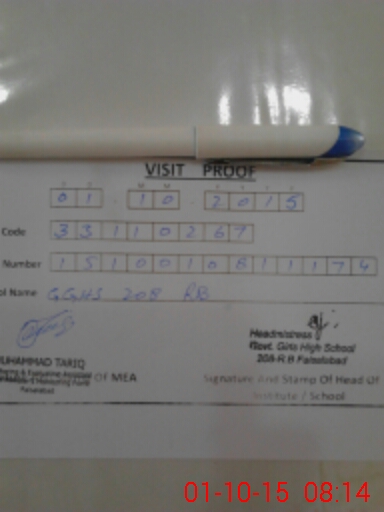 VISIT PROOF
D D M M Y Y Y Y
0 1 1 0 2 0 1 5
Code 3 3 1 1 0 2 6 7
Number 1 5 1 0 0 1 0 8 1 1 1 7 4
ol Name GGHS 208 RB
Headmistress
Govt. Girls High School
208-R B Faisalabad
UHAMMAD TARIQ
Of MEA
Faisalabad
Signature And Stamp Of Head Of
Institute / School
01-10-15 08:14